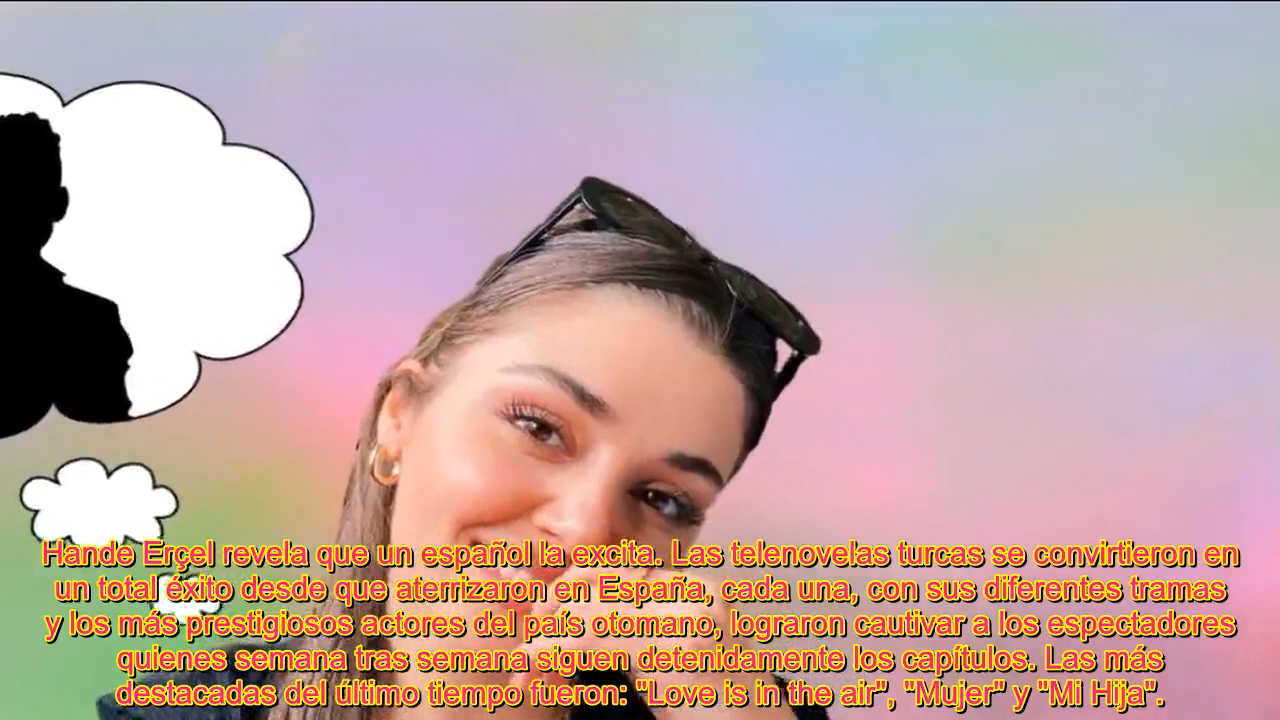 Hande Erçel revela que un español la excita. Las telenovelas turcas se convirtieron en
un total éxito desde que aterrizaron en España, cada una, con sus diferentes tramas
y los más prestigiosos actores del país otomano, lograron cautivar a los espectadores
quienes semana tras semana siguen detenidamente los capítulos. Las más
destacadas del último tiempo fueron: "Love is in the air", "Mujer" y "Mi Hija".